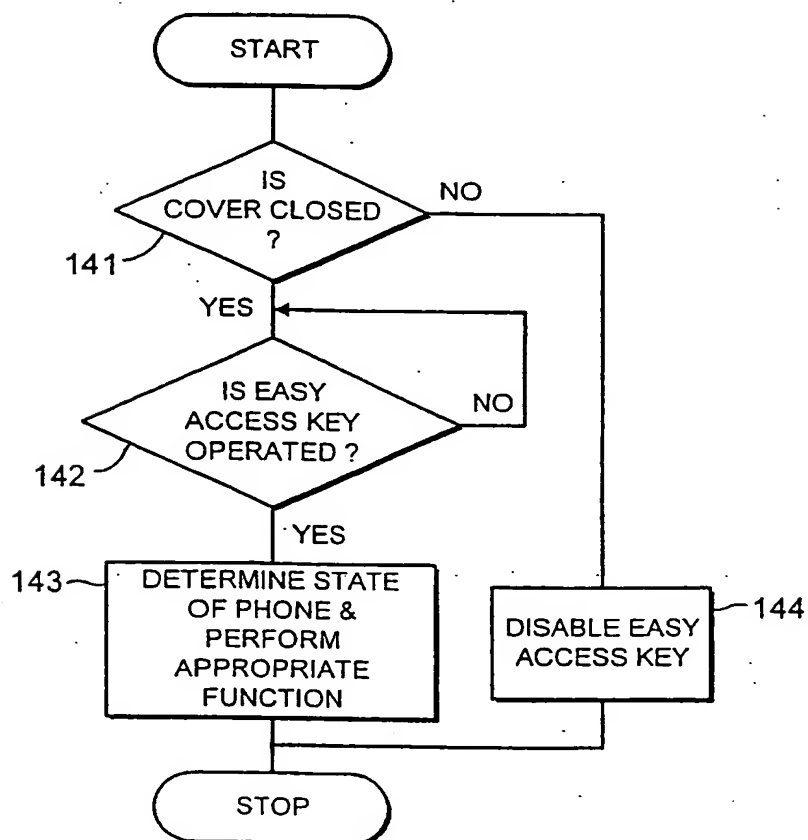 START
IS
COVER CLOSED
?
NO
141
YES
IS EASY
ACCESS KEY
OPERATED ?
NO
142
YES
143
DETERMINE STATE
OF PHONE &
PERFORM
APPROPRIATE
FUNCTION
DISABLE EASY
ACCESS KEY
144
STOP